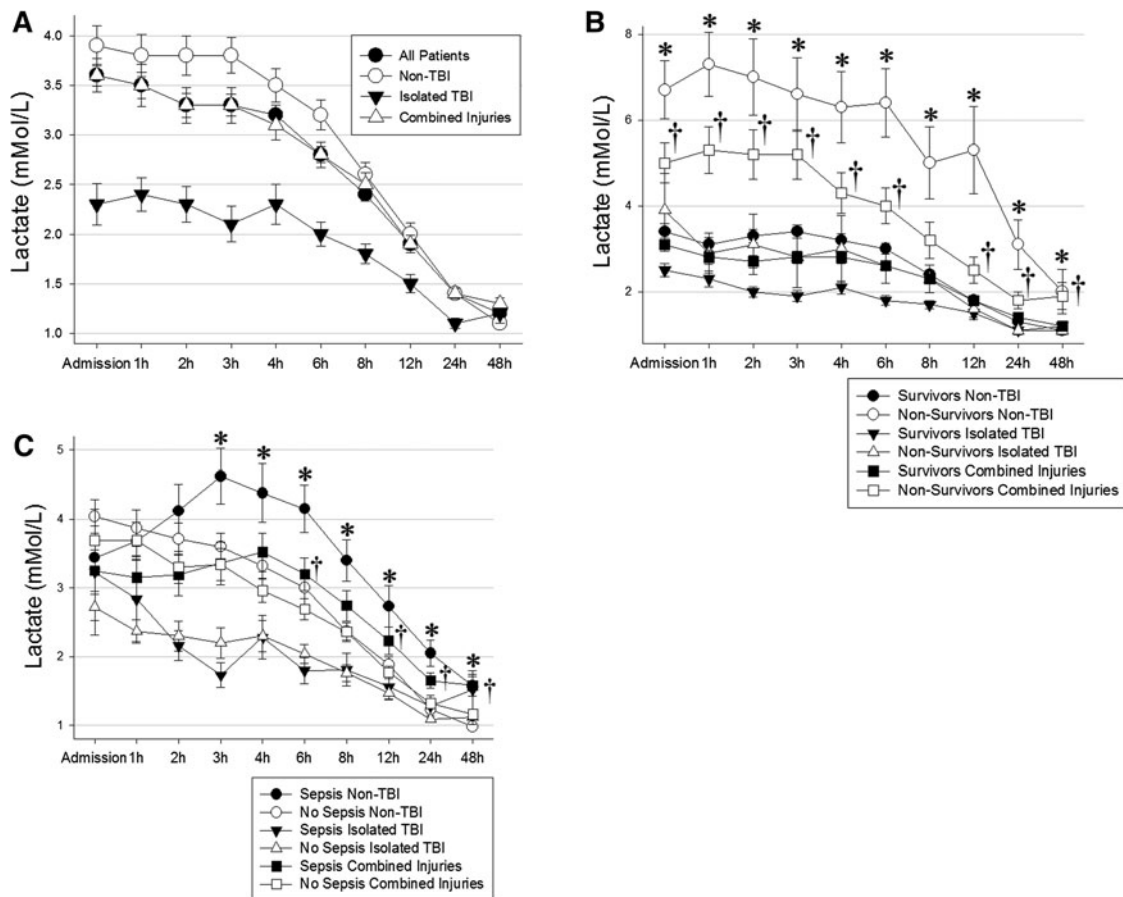 A
Lactate (mMol/L)
4.0
3.5
3.0
2.5
2.0
1.5
1.0
All Patients
Non-TBI
Isolated TBI
Combined Injuries
Admission 1h 2h 3h 4h 6h 8h 12h 24h 48h
B
Lactate (mMol/L)
8
6
4
2
* * * * * * * * * *
† † † † † † † † †
Admission 1h 2h 3h 4h 6h 8h 12h 24h 48h
Survivors Non-TBI
Non-Survivors Non-TBI
Survivors Isolated TBI
Non-Survivors Isolated TBI
Survivors Combined Injuries
Non-Survivors Combined Injuries
C
Lactate (mMol/L)
5
4
3
2
1
* * * * * * *
† † † †
Admission 1h 2h 3h 4h 6h 8h 12h 24h 48h
Sepsis Non-TBI
No Sepsis Non-TBI
Sepsis Isolated TBI
No Sepsis Isolated TBI
Sepsis Combined Injuries
No Sepsis Combined Injuries